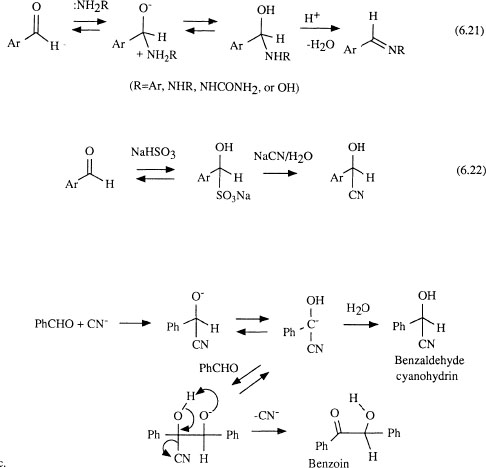 O :NH2R O- OH H+ H
Ar H Ar H Ar H -H2O Ar NR (6.21)
+ NH2R NHR
(R=Ar, NHR, NHCONH2, or OH)
O NaHSO3 OH NaCN/H2O OH
Ar H Ar H Ar H (6.22)
SO3Na CN
O- OH H2O OH
PhCHO + CN- Ph H Ph C- Ph H
CN CN CN
PhCHO Benzaldehyde
cyanohydrin
H O- H
O -CN- O O
Ph Ph Ph Ph
CN H H
c. Benzoin